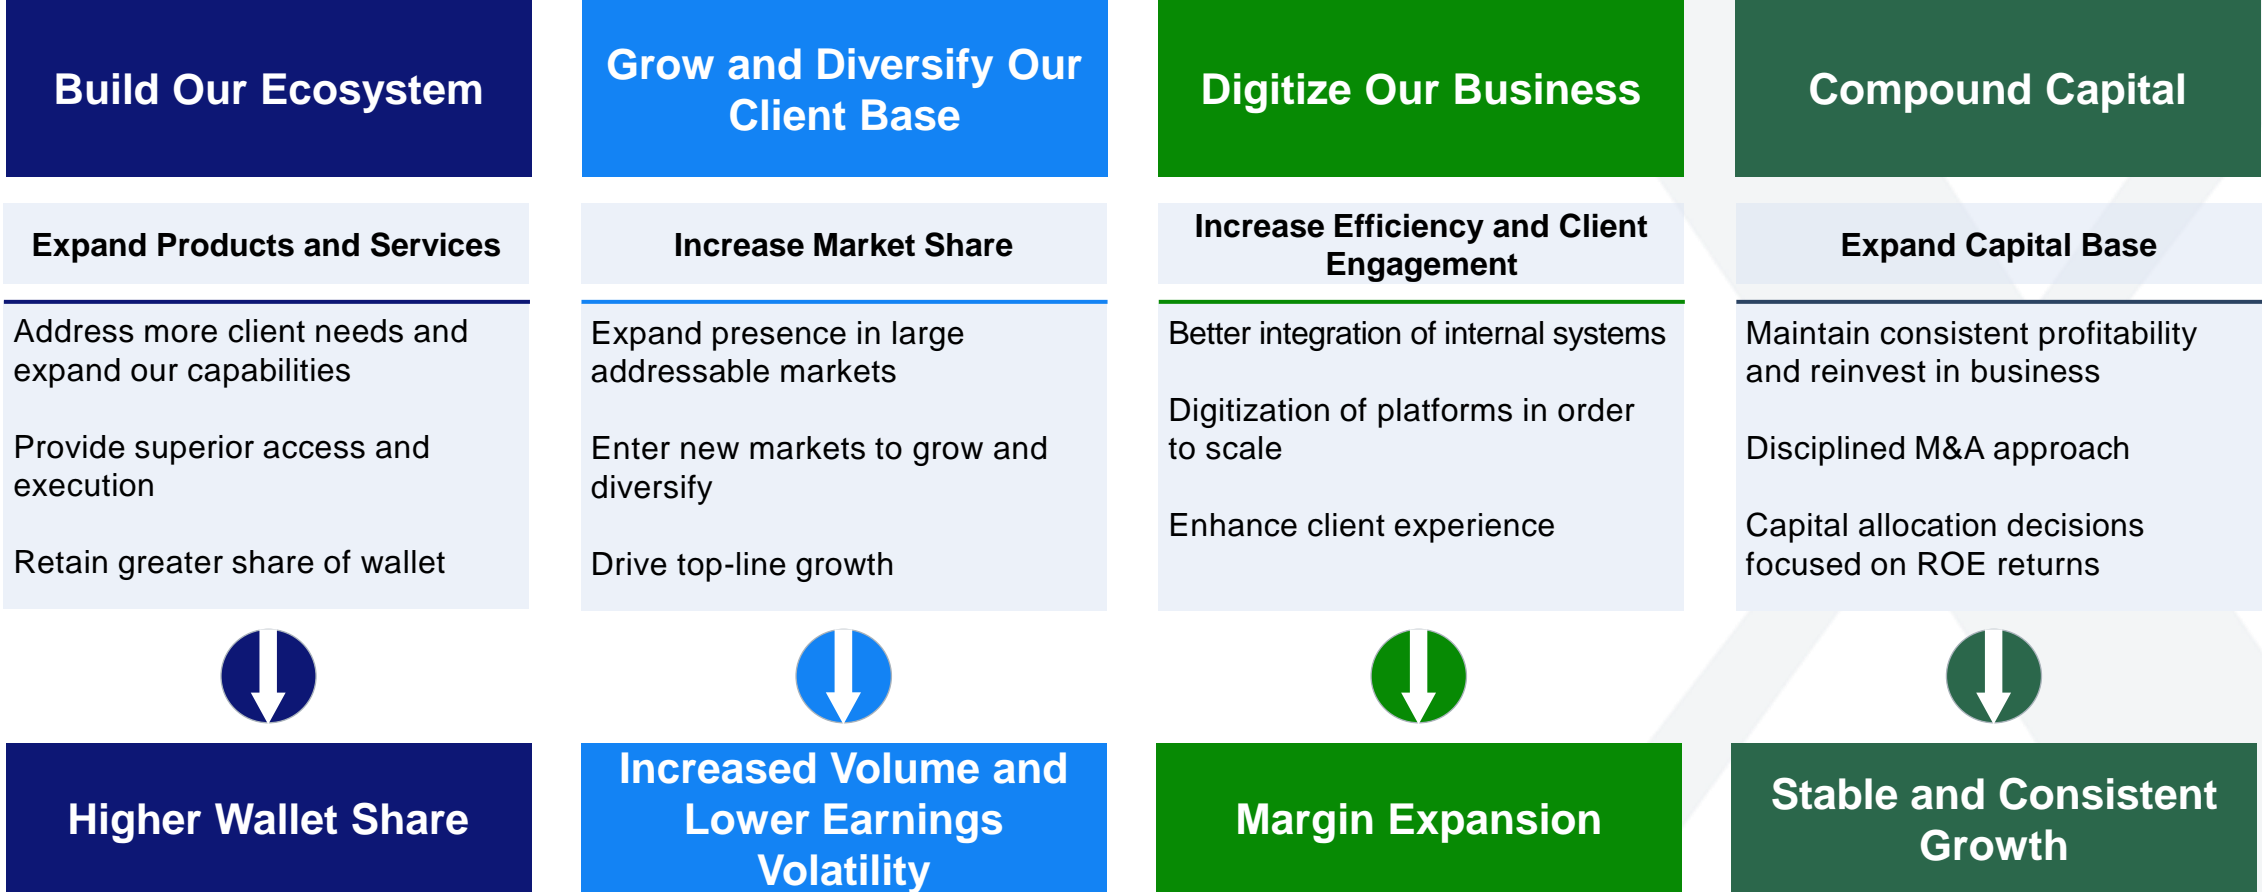 Build Our Ecosystem
Expand Products and Services
Address more client needs and
expand our capabilities
Provide superior access and
execution
Retain greater share of wallet
Higher Wallet Share
Grow and Diversify Our
Client Base
Increase Market Share
Expand presence in large
addressable markets
Enter new markets to grow and
diversify
Drive top-line growth
Increased Volume and
Lower Earnings
Volatility
Digitize Our Business
Increase Efficiency and Client
Engagement
Better integration of internal systems
Digitization of platforms in order
to scale
Enhance client experience
Margin Expansion
Compound Capital
Expand Capital Base
Maintain consistent profitability
and reinvest in business
Disciplined M&A approach
Capital allocation decisions
focused on ROE returns
Stable and Consistent
Growth